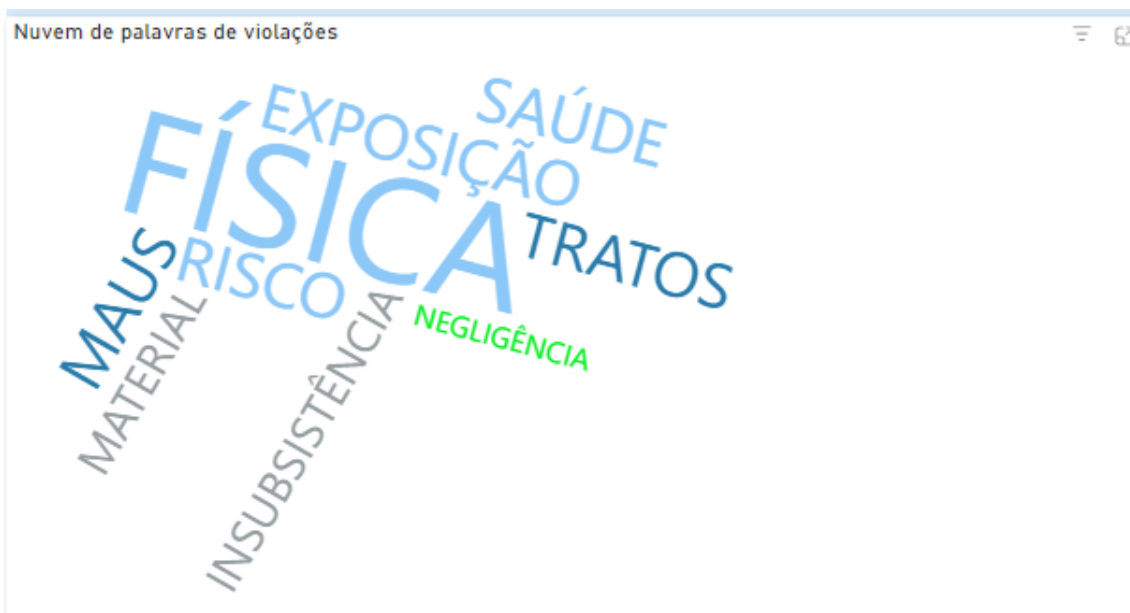 Nuvem de palavras de violações
SAÚDE
EXPOSIÇÃO
FÍSICA
TRATOS
MAUS
RISCO
MATERIAL
INSUBSISTÊNCIA
NEGLIGÊNCIA